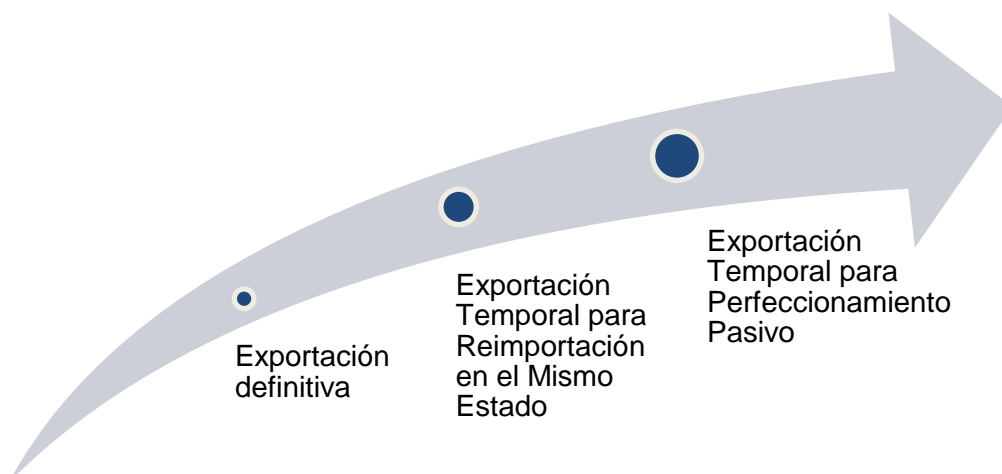 Exportación
definitiva
Exportación
Temporal para
Reimportación
en el Mismo
Estado
Exportación
Temporal para
Perfeccionamiento
Pasivo